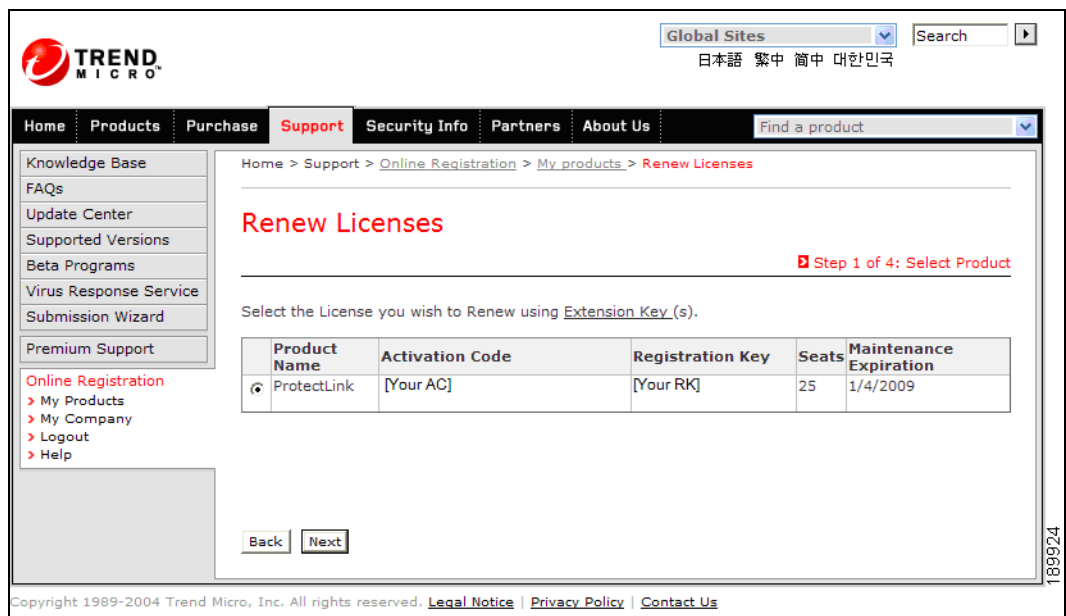 TREND
MICRO™
Global Sites
Search
日本語 繁中 简中 대한민국
Home Products Purchase Support Security Info Partners About Us
Find a product
Knowledge Base
FAQs
Update Center
Supported Versions
Beta Programs
Virus Response Service
Submission Wizard
Premium Support
Online Registration
> My Products
> My Company
> Logout
> Help
Home > Support > Online Registration > My products > Renew Licenses
Renew Licenses
Step 1 of 4: Select Product
Select the License you wish to Renew using Extension Key (s).
Product Name Activation Code Registration Key Seats Maintenance Expiration
ProtectLink [Your AC] [Your RK] 25 1/4/2009
Back Next
189924
Copyright 1989-2004 Trend Micro, Inc. All rights reserved. Legal Notice | Privacy Policy | Contact Us